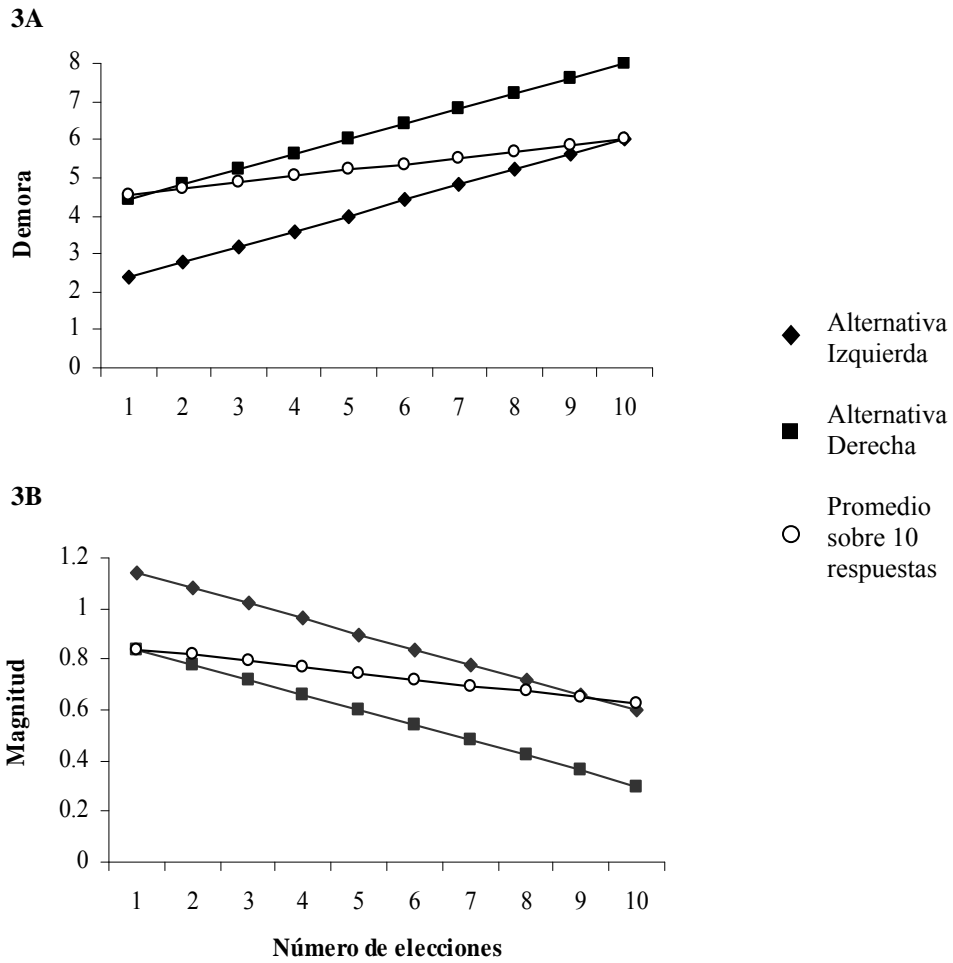 3A
8
7
6
5
4
3
2
1
0
Demora
1 2 3 4 5 6 7 8 9 10
Alternativa
Izquierda
Alternativa
Derecha
Promedio
sobre 10
respuestas
3B
1.2
1
0.8
0.6
0.4
0.2
0
Magnitud
1 2 3 4 5 6 7 8 9 10
Número de elecciones